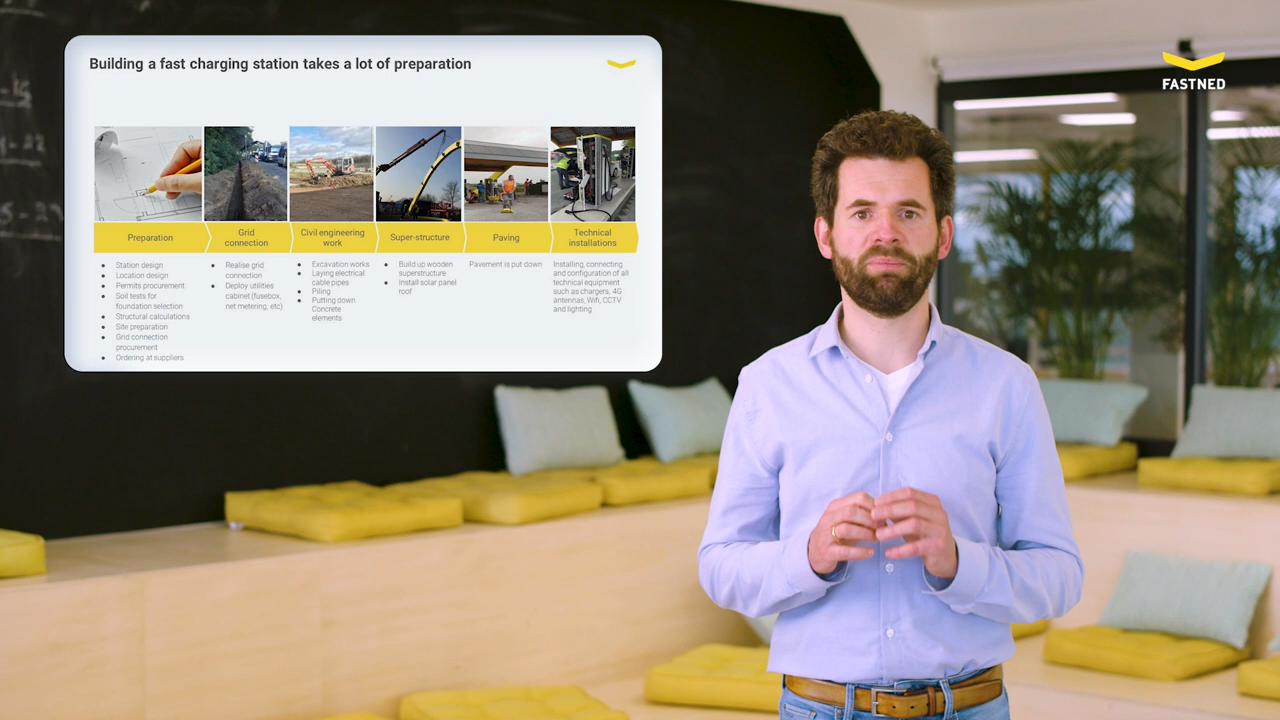 Building a fast charging station takes a lot of preparation
FASTNED
Preparation
Grid
connection
Civil engineering
work
Super-structure
Paving
Technical
installations
● Station design
● Location design
● Permits procurement
● Soil tests for
foundation selection
● Structural calculations
● Site preparation
● Grid connection
procurement
● Ordering at suppliers
● Realise grid
connection
● Deploy utilities
cabinet (fusebox,
net metering, etc)
● Excavation works
● Laying electrical
cable pipes
● Piling
● Putting down
Concrete
elements
● Build up wooden
superstructure
● Install solar panel
roof
Pavement is put down
Installing, connecting
and configuration of all
technical equipment
such as chargers, 4G
antennas, Wifi, CCTV
and lighting